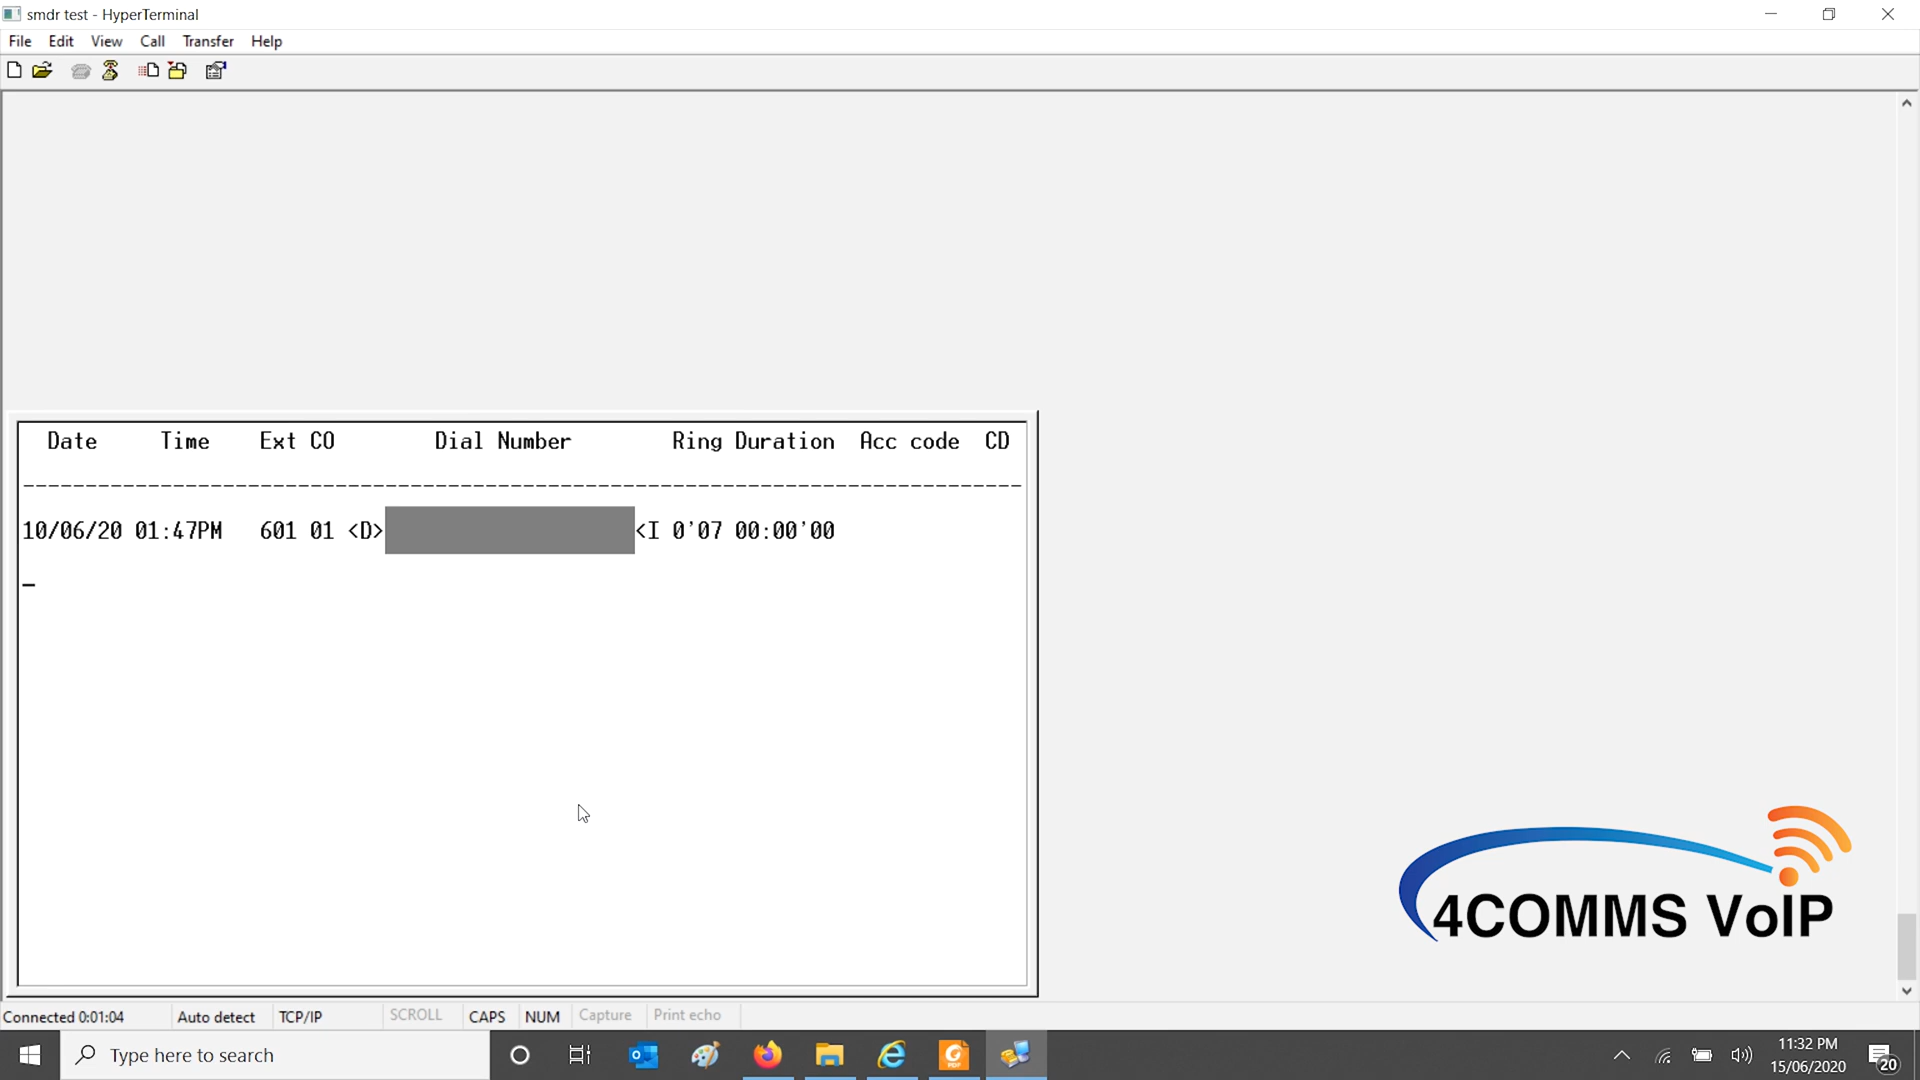 smdr test - HyperTerminal
File Edit View Call Transfer Help
Date Time Ext CO Dial Number Ring Duration Acc code CD
--------------------------------------------------------------------------------
10/06/20 01:47PM 601 01 <D> <I 0'07 00:00'00
_
4COMMS VoIP
Connected 0:01:04 Auto detect TCP/IP SCROLL CAPS NUM Capture Print echo
Type here to search
11:32 PM
15/06/2020
20